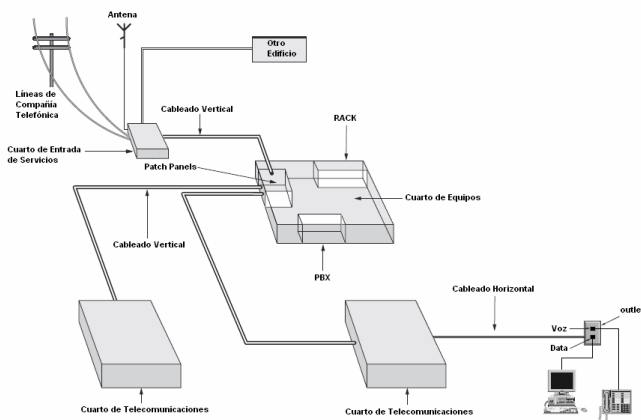 Antena
Otro
Edificio
Líneas de
Compañía
Telefónica
Cableado Vertical
RACK
Cuarto de Entrada
de Servicios
Patch Panels
Cuarto de Equipos
Cableado Vertical
PBX
Cableado Horizontal
outlet
Voz
Data
Cuarto de Telecomunicaciones
Cuarto de Telecomunicaciones